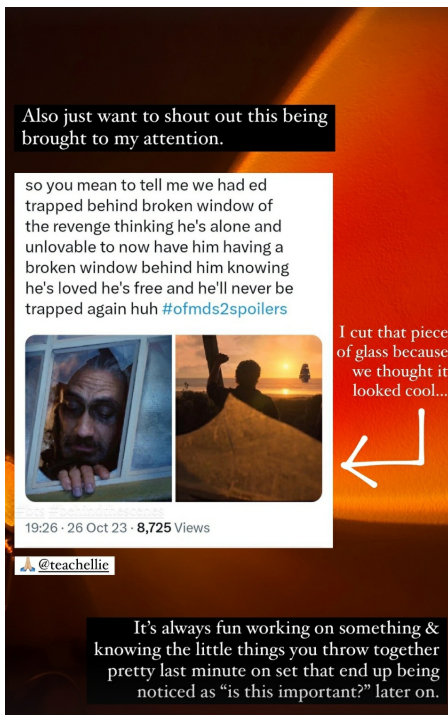 Also just want to shout out this being
brought to my attention.
so you mean to tell me we had ed
trapped behind broken window of
the revenge thinking he's alone and
unlovable to now have him having a
broken window behind him knowing
he's loved he's free and he'll never be
trapped again huh #ofmds2spoilers
I cut that piece
of glass because
we thought it
looked cool...
#bts #behindthescenes
19:26 · 26 Oct 23 · 8,725 Views
🙏🏼 @teachellie
It's always fun working on something &
knowing the little things you throw together
pretty last minute on set that end up being
noticed as “is this important?” later on.